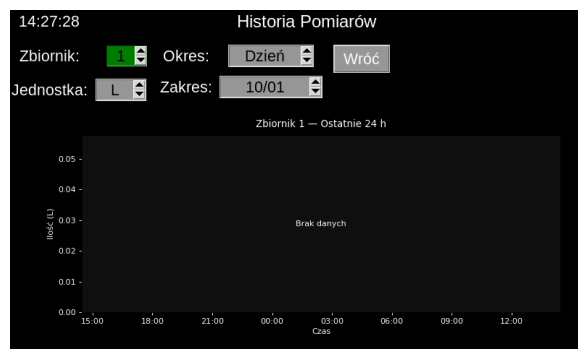 14:27:28 Historia Pomiarów
Zbiornik: 1 Okres: Dzień Wróć
Jednostka: L Zakres: 10/01
Zbiornik 1 — Ostatnie 24 h
Ilość (L)
0.05
0.04
0.03
0.02
0.01
0.00
Brak danych
15:00 18:00 21:00 00:00 03:00 06:00 09:00 12:00
Czas